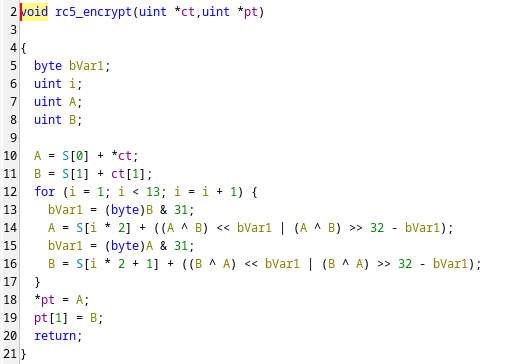 2 void rc5_encrypt(uint *ct,uint *pt)
3
4 {
5 byte bVar1;
6 uint i;
7 uint A;
8 uint B;
9
10 A = S[0] + *ct;
11 B = S[1] + ct[1];
12 for (i = 1; i < 13; i = i + 1) {
13 bVar1 = (byte)B & 31;
14 A = S[i * 2] + ((A ^ B) << bVar1 | (A ^ B) >> 32 - bVar1);
15 bVar1 = (byte)A & 31;
16 B = S[i * 2 + 1] + ((B ^ A) << bVar1 | (B ^ A) >> 32 - bVar1);
17 }
18 *pt = A;
19 pt[1] = B;
20 return;
21 }